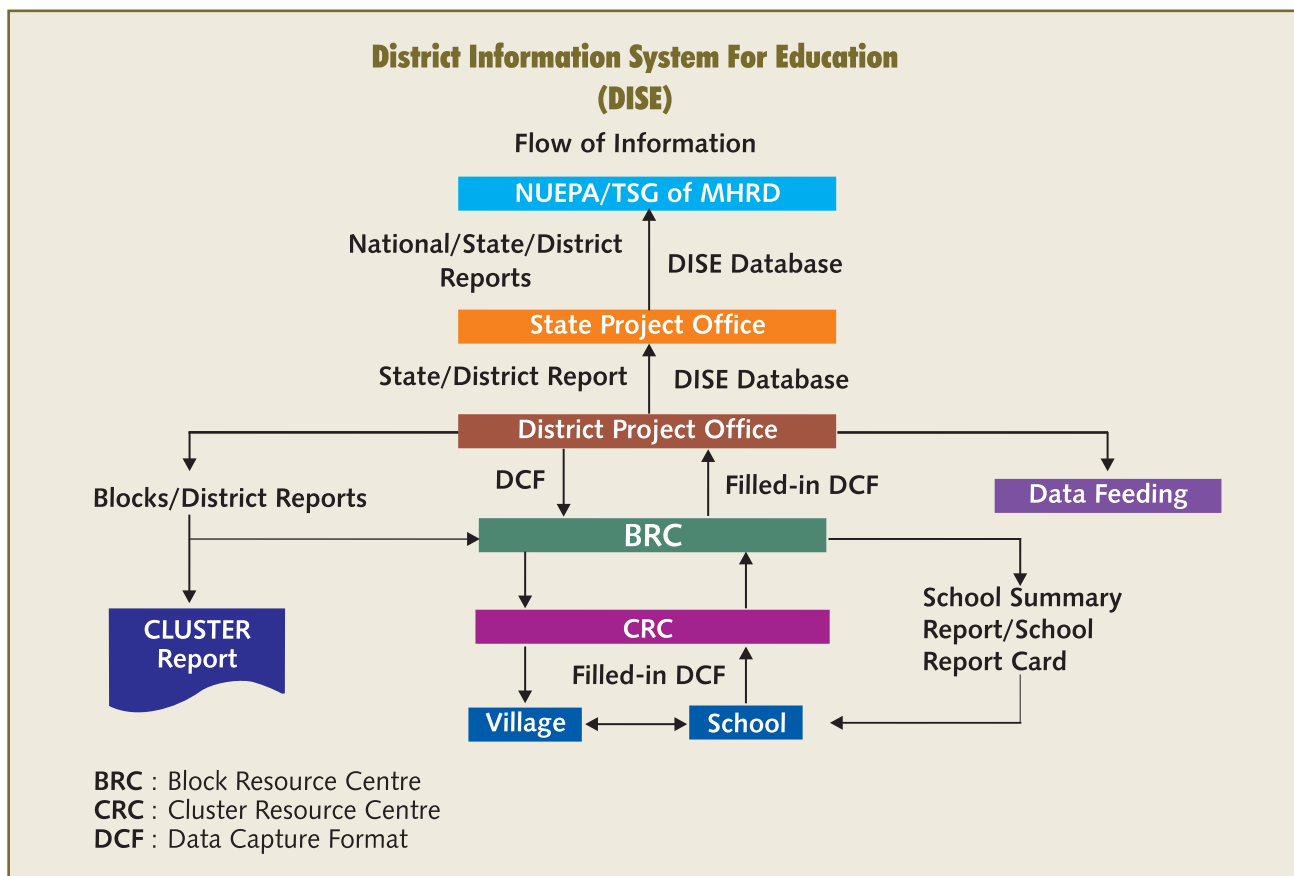 District Information System For Education
(DISE)
Flow of Information
NUEPA/TSG of MHRD
National/State/District
Reports
DISE Database
State Project Office
State/District Report
DISE Database
District Project Office
DCF
Filled-in DCF
Blocks/District Reports
Data Feeding
BRC
CLUSTER
Report
CRC
School Summary
Report/School
Report Card
Filled-in DCF
Village
School
BRC : Block Resource Centre
CRC : Cluster Resource Centre
DCF : Data Capture Format